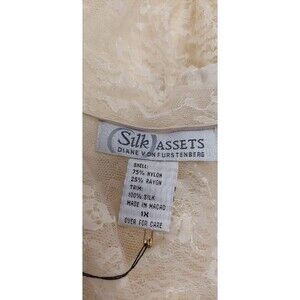 Silk ASSETS
DIANE VON FURSTENBERG
SHELL:
75% NYLON
25% RAYON
TRIM:
100% SILK
MADE IN MACAO
1X
OVER FOR CARE